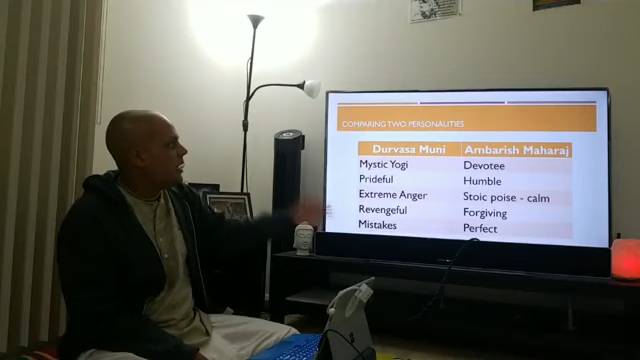 COMPARING TWO PERSONALITIES
Durvasa Muni Ambarish Maharaj
Mystic Yogi Devotee
Prideful Humble
Extreme Anger Stoic poise - calm
Revengeful Forgiving
Mistakes Perfect